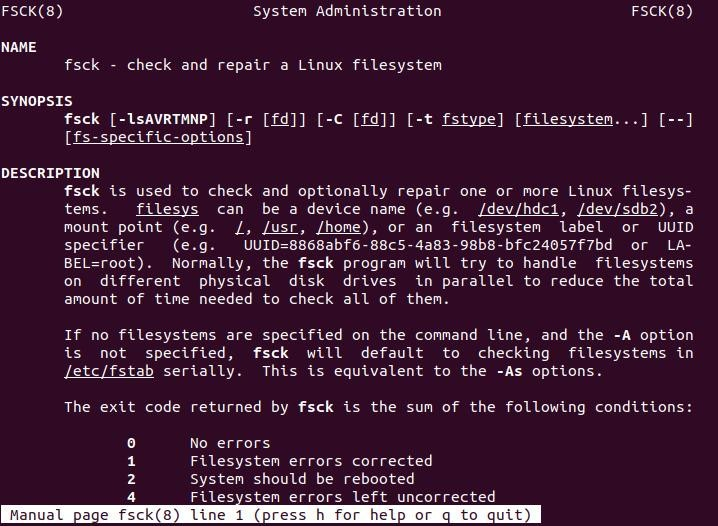 FSCK(8) System Administration FSCK(8)
NAME
fsck - check and repair a Linux filesystem
SYNOPSIS
fsck [-lsAVRTMNP] [-r [fd]] [-C [fd]] [-t fstype] [filesystem...] [--]
[fs-specific-options]
DESCRIPTION
fsck is used to check and optionally repair one or more Linux filesys-
tems. filesys can be a device name (e.g. /dev/hdc1, /dev/sdb2), a
mount point (e.g. /, /usr, /home), or an filesystem label or UUID
specifier (e.g. UUID=8868abf6-88c5-4a83-98b8-bfc24057f7bd or LA-
BEL=root). Normally, the fsck program will try to handle filesystems
on different physical disk drives in parallel to reduce the total
amount of time needed to check all of them.
If no filesystems are specified on the command line, and the -A option
is not specified, fsck will default to checking filesystems in
/etc/fstab serially. This is equivalent to the -As options.
The exit code returned by fsck is the sum of the following conditions:
0 No errors
1 Filesystem errors corrected
2 System should be rebooted
4 Filesystem errors left uncorrected
Manual page fsck(8) line 1 (press h for help or q to quit)